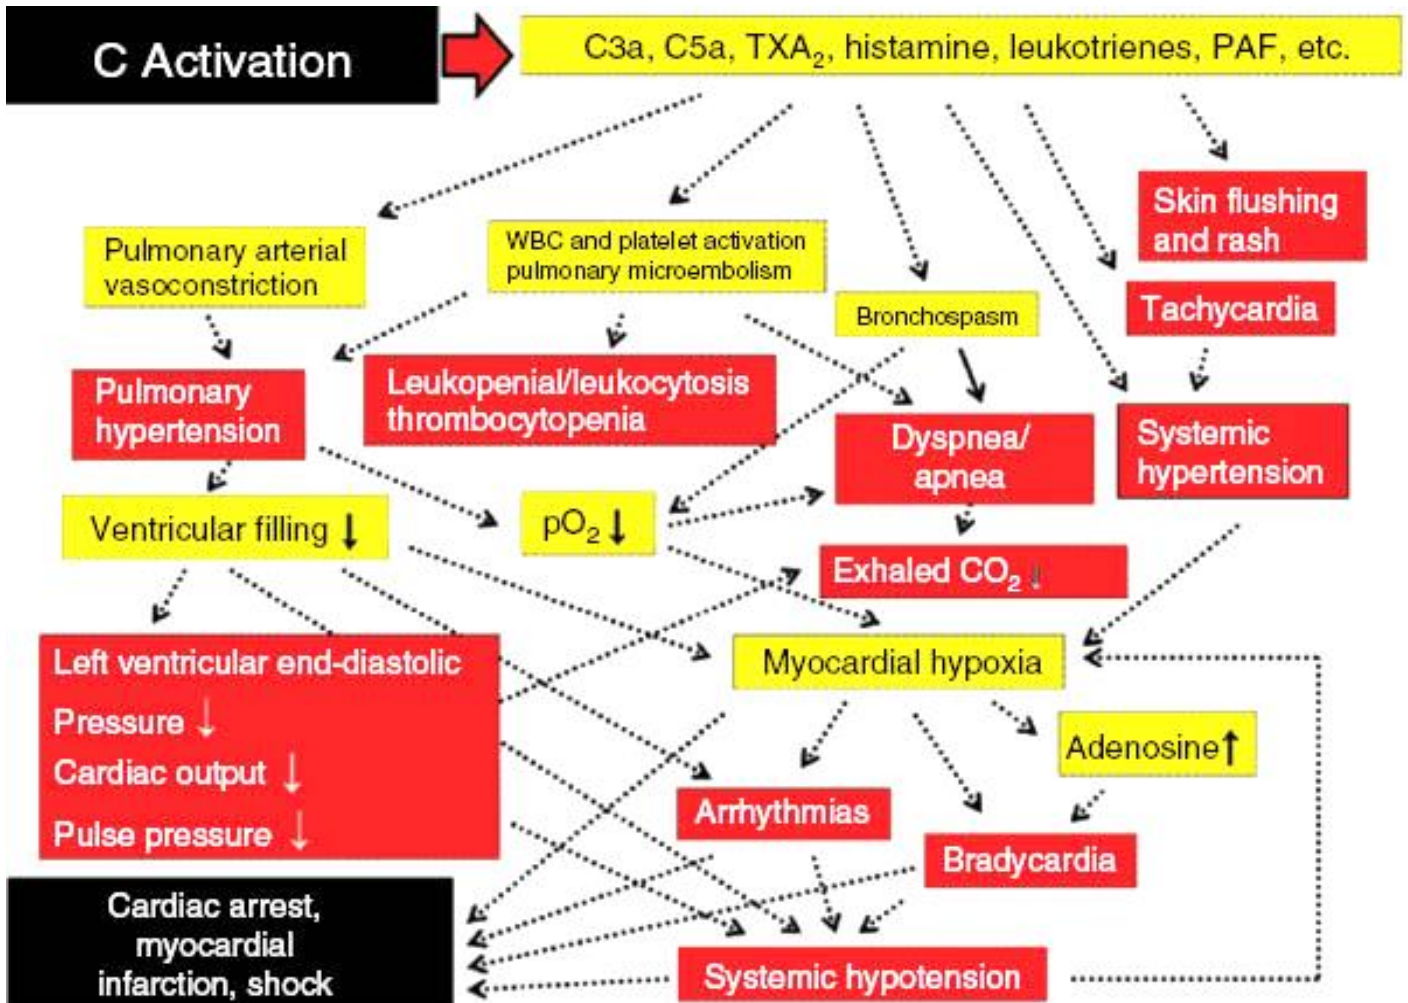 C Activation
C3a, C5a, TXA₂, histamine, leukotrienes, PAF, etc.
Skin flushing
and rash
Pulmonary arterial
vasoconstriction
WBC and platelet activation
pulmonary microembolism
Bronchospasm
Tachycardia
Pulmonary
hypertension
Leukopenial/leukocytosis
thrombocytopenia
Dyspnea/
apnea
Systemic
hypertension
Ventricular filling ↓
pO₂ ↓
Exhaled CO₂ ↓
Left ventricular end-diastolic
Pressure ↓
Cardiac output ↓
Pulse pressure ↓
Myocardial hypoxia
Adenosine ↑
Arrhythmias
Bradycardia
Cardiac arrest,
myocardial
infarction, shock
Systemic hypotension